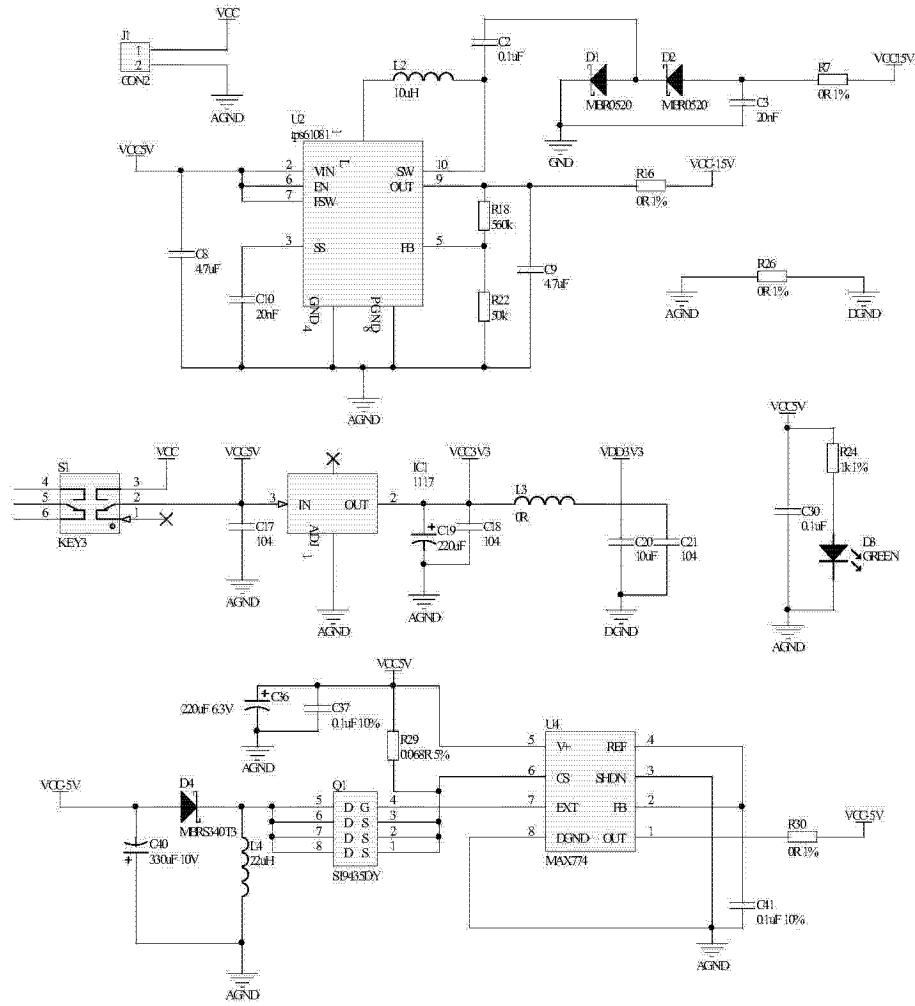 VCC
J1
1
2
CON2
AGND
C2
0.1uF
L2
10uH
D1
MBR0520
D2
MBR0520
R7
0R 1%
VCC15V
C3
20nF
GND
U2
tps61081
VCC5V
2 VIN
6 EN
7 FSW
3 SS
L
SW 10
OUT 9
FB 5
GND 4
PGND 8
R16
0R 1%
VCC-15V
R18
560k
R22
50k
C8
4.7uF
C10
20nF
C9
4.7uF
AGND
R26
0R 1%
AGND
DGND
S1
4
5
6
3
2
1
KEY3
VCC
VCC5V
C17
104
AGND
3 IN
OUT 2
ADJ 1
IC1
1117
AGND
VCC3V3
C19
220uF
C18
104
AGND
L3
0R
VDD3V3
C20
10uF
C21
104
DGND
VCC5V
R24
1k 1%
C30
0.1uF
D8
GREEN
AGND
VCC5V
C36
220uF 6.3V
C37
0.1uF 10%
AGND
R29
0.068R 5%
VCC-5V
D4
MBRS340T3
C40
330uF 10V
L4
22uH
AGND
Q1
5 D G 4
6 D S 3
7 D S 2
8 D S 1
SI9435DY
U4
5 V+ REF 4
6 CS SHDN 3
7 EXT FB 2
8 DGND OUT 1
MAX774
R30
0R 1%
VCC-5V
C41
0.1uF 10%
AGND